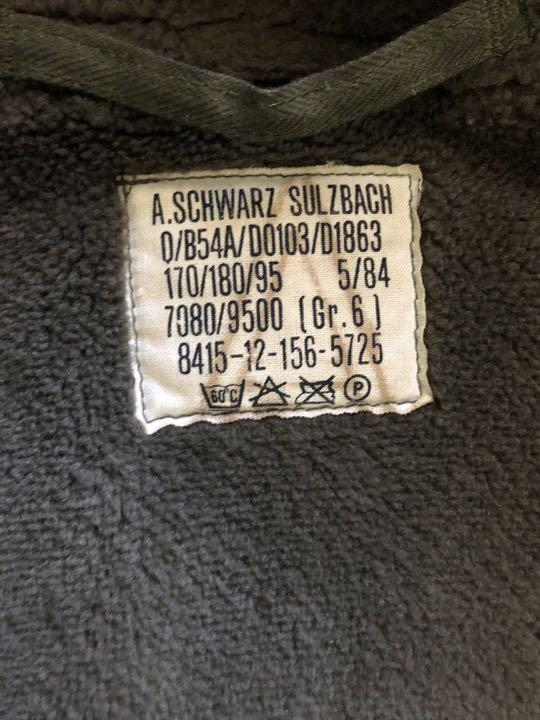 A.SCHWARZ SULZBACH
Q/B54A/D0103/D1863
170/180/95 5/84
7980/9500 (Gr.6)
8415-12-156-5725
60°C P